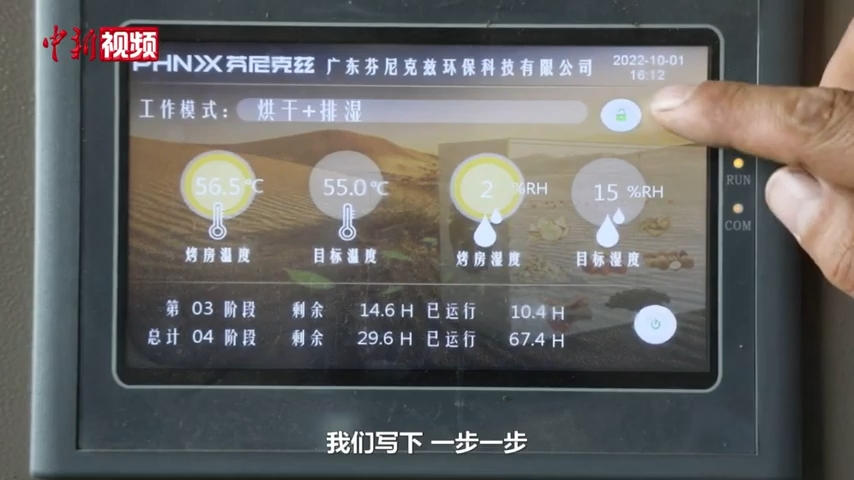 中新视频
PHNIX 芬尼克兹 广东芬尼克兹环保科技有限公司
2022-10-01
16:12
工作模式： 烘干+排湿
56.5℃ 55.0℃ 2 %RH 15 %RH
烤房温度 目标温度 烤房湿度 目标湿度
第 03 阶段 剩余 14.6 H 已运行 10.4 H
总计 04 阶段 剩余 29.6 H 已运行 67.4 H
RUN
COM
我们写下 一步一步